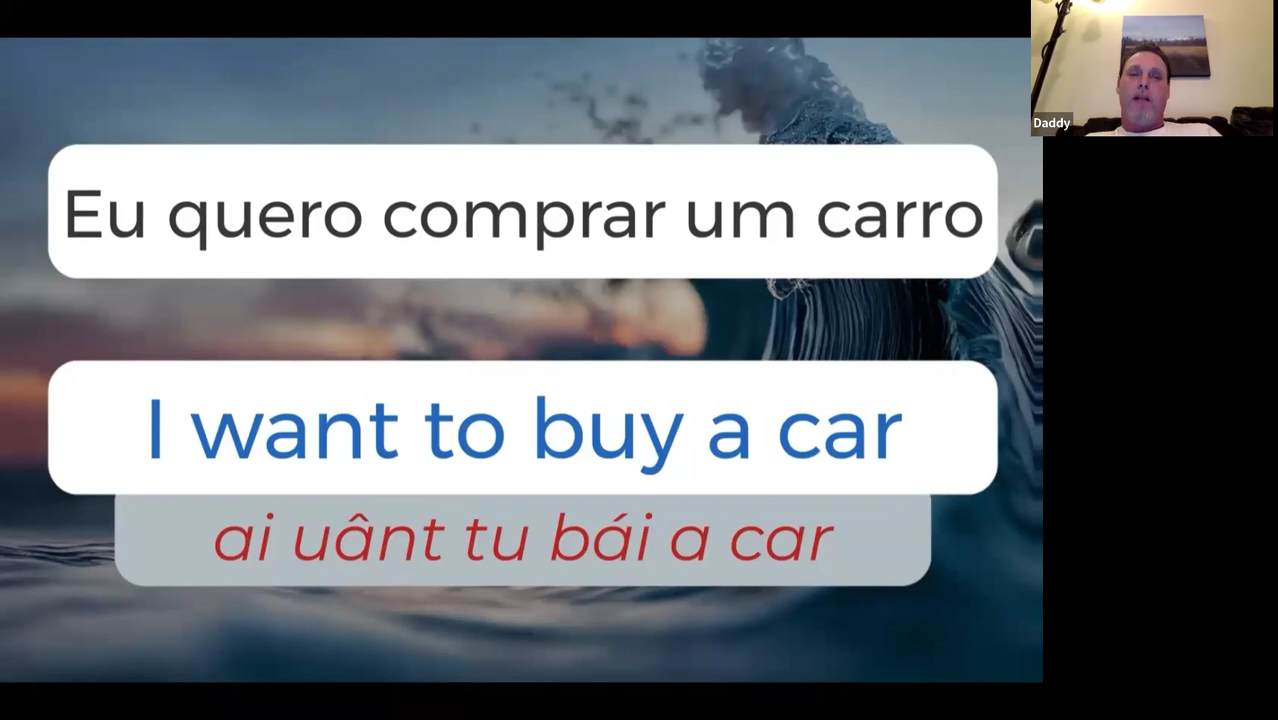 Eu quero comprar um carro
I want to buy a car
ai uânt tu bái a car
Daddy